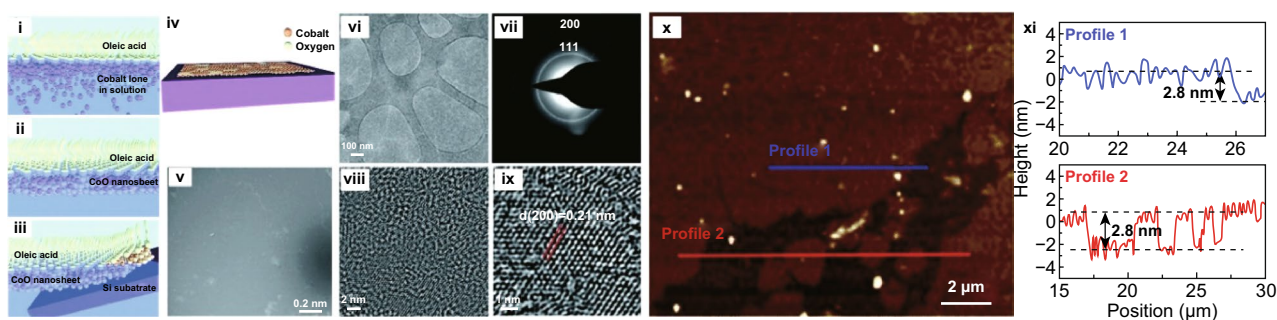 i
Oleic acid
Cobalt Ione
in solution
ii
Oleic acid
CoO nanosbeet
iii
Oleic acid
CoO nanosheet
Si subatrate
iv
Cobalt
Oxygen
v
0.2 nm
vi
100 nm
vii
200
111
viii
2 nm
ix
d(200)=0.21 nm
1 nm
x
Profile 1
Profile 2
2 μm
xi
Height (nm)
Profile 1
4
2
0
−2
−4
2.8 nm
20
22
24
26
Profile 2
4
2
0
−2
−4
2.8 nm
15
20
25
30
Position (μm)